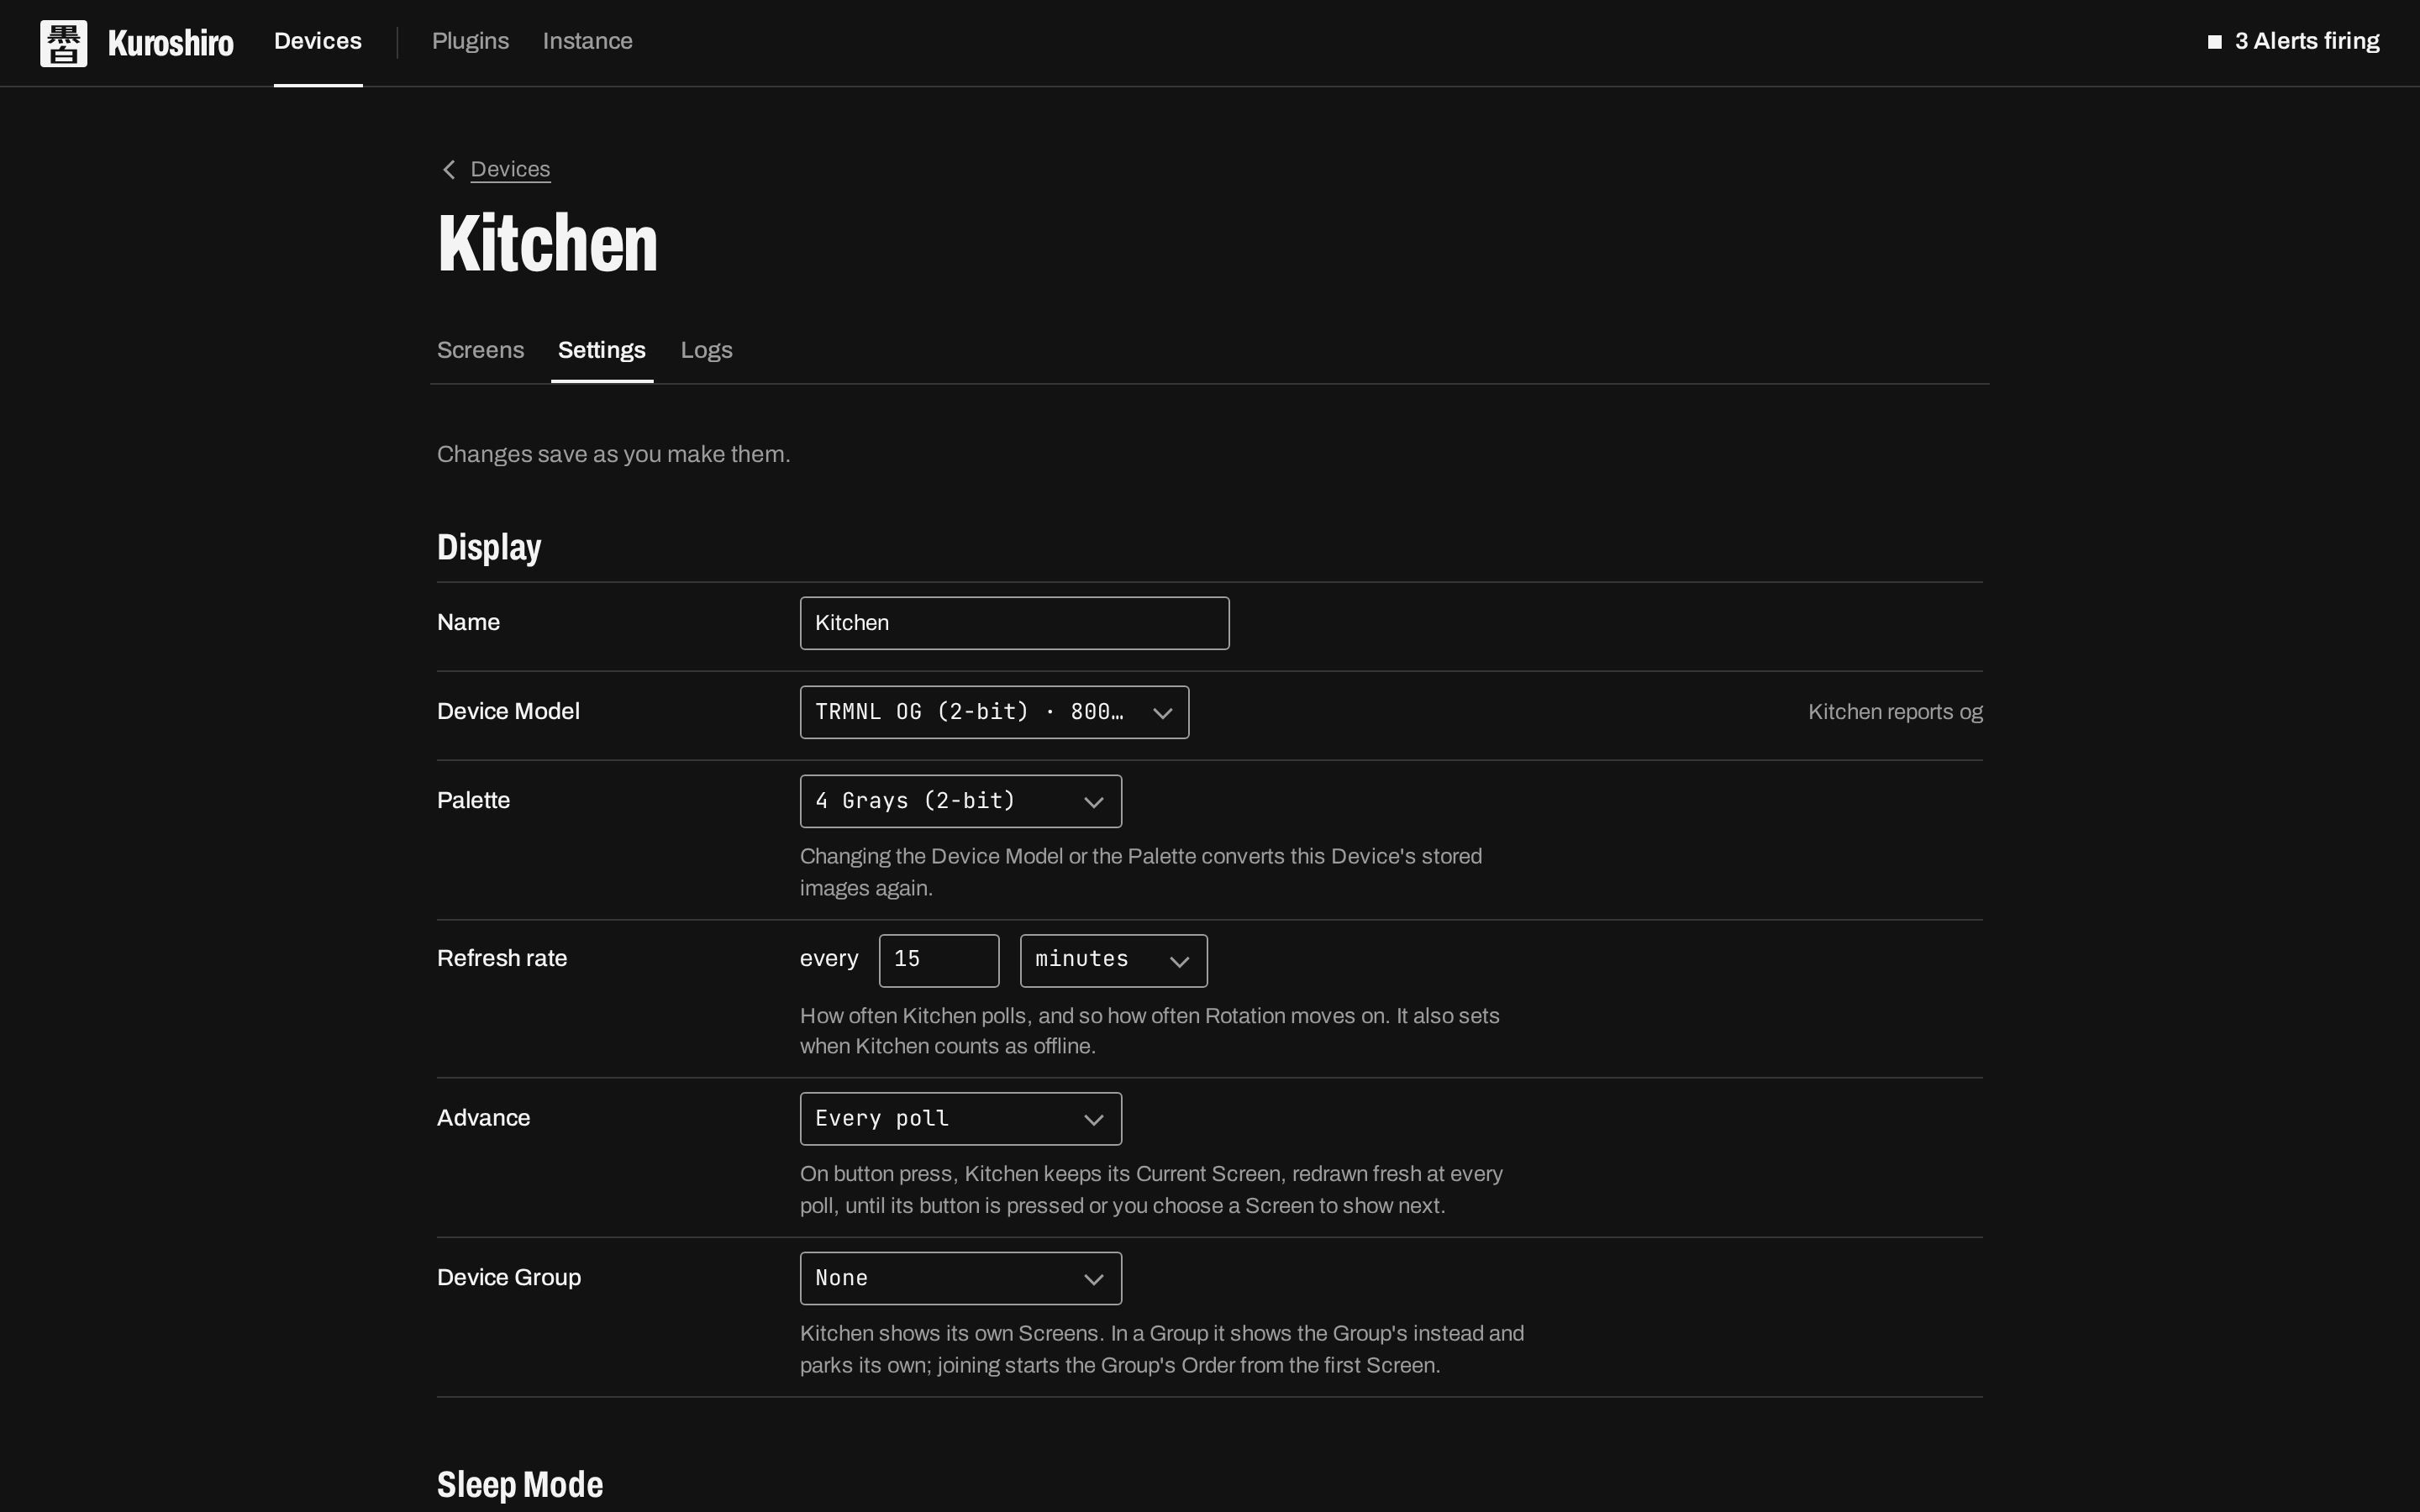 黒白 Kuroshiro Devices Plugins Instance 3 Alerts firing
Devices
Kitchen
Screens Settings Logs
Changes save as you make them.
Display
Name Kitchen
Device Model TRMNL OG (2-bit) · 800… Kitchen reports og
Palette 4 Grays (2-bit)
Changing the Device Model or the Palette converts this Device's stored
images again.
Refresh rate every 15 minutes
How often Kitchen polls, and so how often Rotation moves on. It also sets
when Kitchen counts as offline.
Advance Every poll
On button press, Kitchen keeps its Current Screen, redrawn fresh at every
poll, until its button is pressed or you choose a Screen to show next.
Device Group None
Kitchen shows its own Screens. In a Group it shows the Group's instead and
parks its own; joining starts the Group's Order from the first Screen.
Sleep Mode